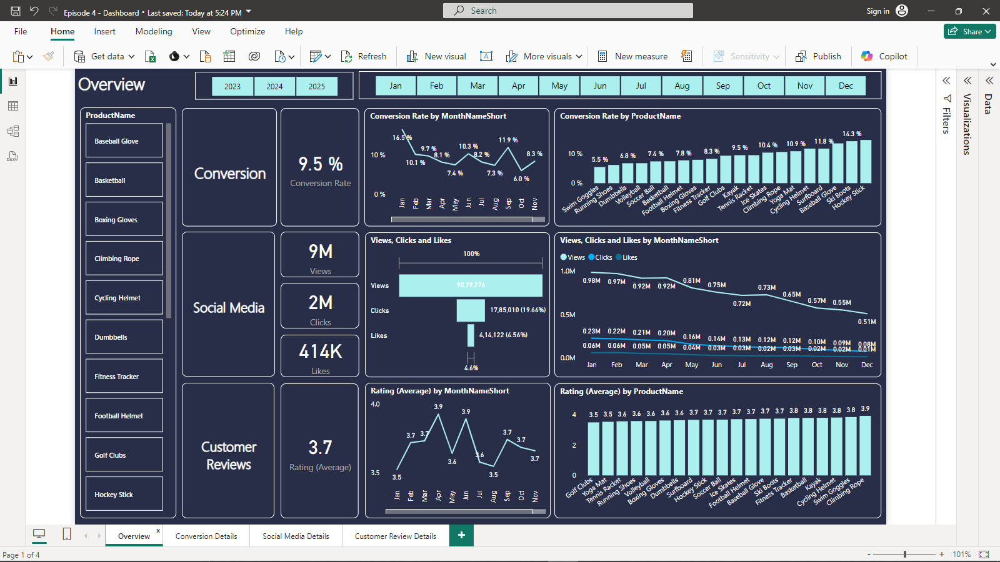 Episode 4 - Dashboard • Last saved: Today at 5:24 PM
Search
Sign in
File
Home
Insert
Modeling
View
Optimize
Help
Share
Get data
Refresh
New visual
More visuals
New measure
Sensitivity
Publish
Copilot
Overview
2023
2024
2025
Jan
Feb
Mar
Apr
May
Jun
Jul
Aug
Sep
Oct
Nov
Dec
Filters
Visualizations
Data
ProductName
Baseball Glove
Basketball
Boxing Gloves
Climbing Rope
Cycling Helmet
Dumbbells
Fitness Tracker
Football Helmet
Golf Clubs
Hockey Stick
Conversion
9.5 %
Conversion Rate
Conversion Rate by MonthNameShort
10 %
0 %
16.5 %
10.1 %
9.7 %
8.1 %
7.4 %
10.3 %
8.2 %
7.3 %
11.9 %
6.0 %
8.3 %
Jan
Feb
Mar
Apr
May
Jun
Jul
Aug
Sep
Oct
Nov
Conversion Rate by ProductName
10 %
0 %
5.5 %
6.8 %
7.4 %
7.8 %
8.3 %
9.5 %
10.4 %
10.9 %
11.8 %
14.3 %
Swim Goggles
Running Shoes
Dumbbells
Volleyball
Soccer Ball
Basketball
Football Helmet
Boxing Gloves
Fitness Tracker
Golf Clubs
Kayak
Tennis Racket
Ice Skates
Climbing Rope
Yoga Mat
Cycling Helmet
Surfboard
Baseball Glove
Ski Boots
Hockey Stick
Social Media
9M
Views
2M
Clicks
414K
Likes
Views, Clicks and Likes
100%
Views
90,79,276
Clicks
17,85,010 (19.66%)
Likes
4,14,122 (4.56%)
4.6%
Views, Clicks and Likes by MonthNameShort
Views
Clicks
Likes
1.0M
0.5M
0.0M
0.98M
0.97M
0.92M
0.92M
0.81M
0.75M
0.72M
0.73M
0.65M
0.57M
0.55M
0.51M
0.23M
0.22M
0.21M
0.20M
0.16M
0.14M
0.13M
0.12M
0.12M
0.10M
0.09M
0.08M
0.06M
0.06M
0.05M
0.05M
0.04M
0.03M
0.03M
0.02M
0.03M
0.02M
0.02M
0.01M
Jan
Feb
Mar
Apr
May
Jun
Jul
Aug
Sep
Oct
Nov
Dec
Customer
Reviews
3.7
Rating (Average)
Rating (Average) by MonthNameShort
4.0
3.5
3.5
3.7
3.7
3.9
3.6
3.9
3.6
3.5
3.7
3.7
3.7
Jan
Feb
Mar
Apr
May
Jun
Jul
Aug
Sep
Oct
Nov
Rating (Average) by ProductName
4
2
0
3.5 3.5 3.6 3.6 3.6 3.6 3.6 3.7 3.7 3.7 3.7 3.7 3.7 3.7 3.8 3.8 3.8 3.8 3.8 3.9
Golf Clubs
Yoga Mat
Tennis Racket
Running Shoes
Volleyball
Boxing Gloves
Dumbbells
Surfboard
Hockey Stick
Soccer Ball
Ice Skates
Football Helmet
Baseball Glove
Ski Boots
Fitness Tracker
Basketball
Kayak
Cycling Helmet
Swim Goggles
Climbing Rope
Overview
x
Conversion Details
Social Media Details
Customer Review Details
+
Page 1 of 4
- + 101%